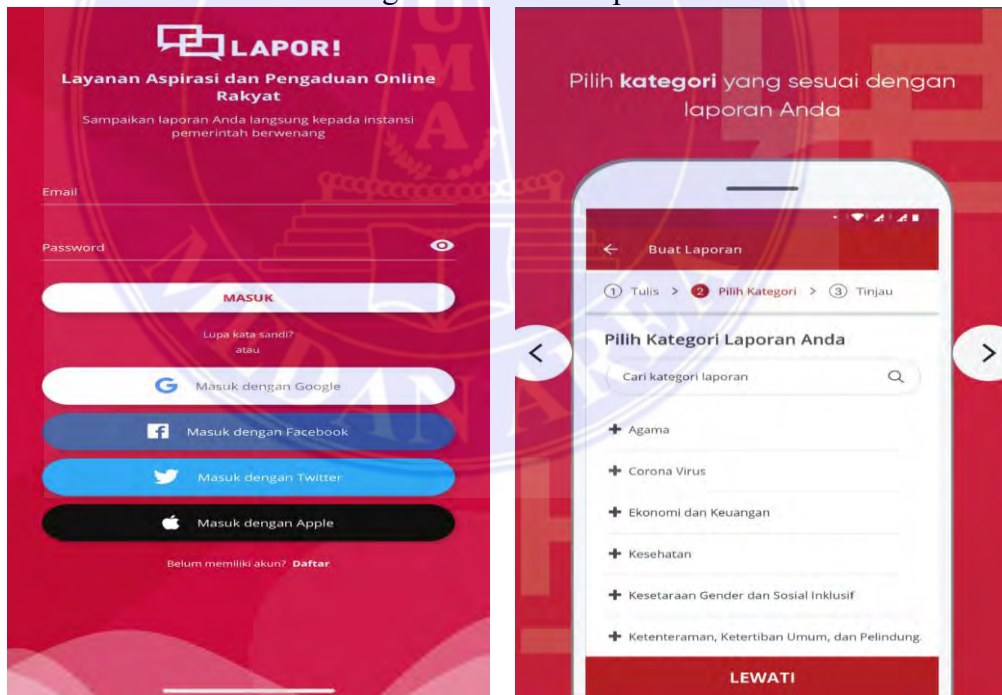 LAPOR!
Layanan Aspirasi dan Pengaduan Online
Rakyat
Sampaikan laporan Anda langsung kepada instansi
pemerintah berwenang
Email
Password
MASUK
Lupa kata sandi?
atau
Masuk dengan Google
Masuk dengan Facebook
Masuk dengan Twitter
Masuk dengan Apple
Belum memiliki akun? Daftar
Pilih kategori yang sesuai dengan
laporan Anda
Buat Laporan
1 Tulis > 2 Pilih Kategori > 3 Tinjau
Pilih Kategori Laporan Anda
Cari kategori laporan
+ Agama
+ Corona Virus
+ Ekonomi dan Keuangan
+ Kesehatan
+ Kesetaraan Gender dan Sosial Inklusif
+ Ketenteraman, Ketertiban Umum, dan Pelindung.
LEWATI
UMA
MEDAN AREA